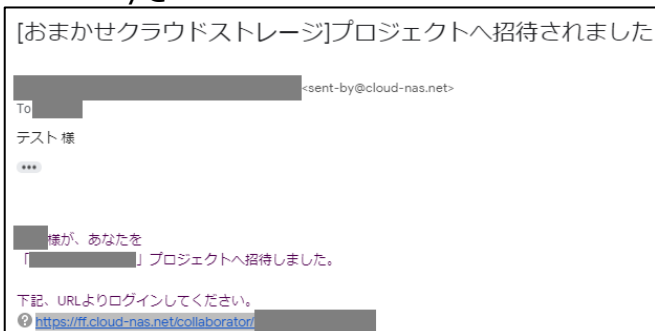 [おまかせクラウドストレージ]プロジェクトへ招待されました
<sent-by@cloud-nas.net>
To
テスト 様
様が、あなたを
「 」プロジェクトへ招待しました。
下記、URLよりログインしてください。
https://ff.cloud-nas.net/collaborator/